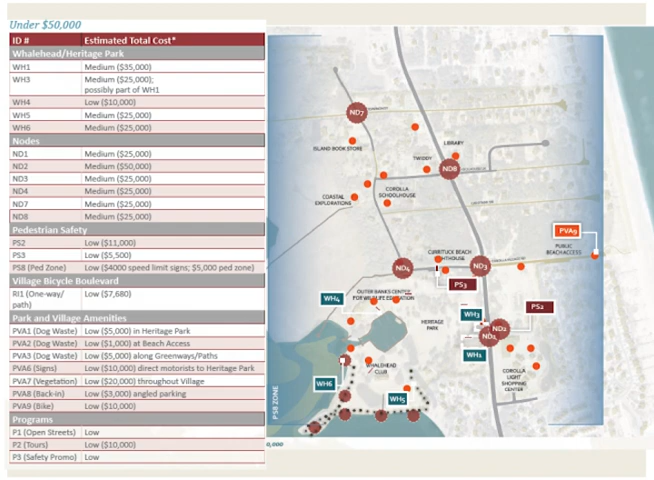 Under $50,000
ID # Estimated Total Cost*
Whalehead/Heritage Park
WH1 Medium ($35,000)
WH3 Medium ($25,000);
possibly part of WH1
WH4 Low ($10,000)
WH5 Medium ($25,000)
WH6 Medium ($25,000)
Nodes
ND1 Medium ($25,000)
ND2 Medium ($50,000)
ND3 Medium ($25,000)
ND4 Medium ($25,000)
ND7 Medium ($25,000)
ND8 Medium ($25,000)
Pedestrian Safety
PS2 Low ($11,000)
PS3 Low ($5,500)
PS8 (Ped Zone) Low ($4000 speed limit signs; $5,000 ped zone)
Village Bicycle Boulevard
RI1 (One-way/
path) Low ($7,680)
Park and Village Amenities
PVA1 (Dog Waste) Low ($5,000) in Heritage Park
PVA2 (Dog Waste) Low ($1,000) at Beach Access
PVA3 (Dog Waste) Low ($5,000) along Greenways/Paths
PVA6 (Signs) Low ($10,000) direct motorists to Heritage Park
PVA7 (Vegetation) Low ($20,000) throughout Village
PVA8 (Back-in) Low ($3,000) angled parking
PVA9 (Bike) Low ($10,000)
Programs
P1 (Open Streets) Low
P2 (Tours) Low ($10,000)
P3 (Safety Promo) Low
ND7
ISLAND BOOK STORE
LIBRARY
TWIDDY
ND8
COROLLA
SCHOOLHOUSE
COASTAL
EXPLORATIONS
PVA9
PUBLIC
BEACH ACCESS
CURRITUCK BEACH
LIGHTHOUSE
ND4
ND3
PS3
OUTER BANKS CENTER
FOR WILDLIFE EDUCATION
WH4
HERITAGE
PARK
WH3
PS2
ND2
ND1
WH1
WHALEHEAD
CLUB
COROLLA
LIGHT
SHOPPING
CENTER
WH6
WH5
PS8 ZONE
0,000